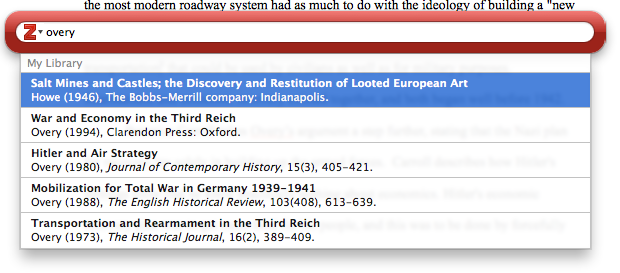 the most modern roadway system had as much to do with the ideology of building a "new
Z overy
My Library
Salt Mines and Castles; the Discovery and Restitution of Looted European Art
Howe (1946), The Bobbs-Merrill company: Indianapolis.
War and Economy in the Third Reich
Overy (1994), Clarendon Press: Oxford.
Hitler and Air Strategy
Overy (1980), Journal of Contemporary History, 15(3), 405-421.
Mobilization for Total War in Germany 1939-1941
Overy (1988), The English Historical Review, 103(408), 613-639.
Transportation and Rearmament in the Third Reich
Overy (1973), The Historical Journal, 16(2), 389-409.